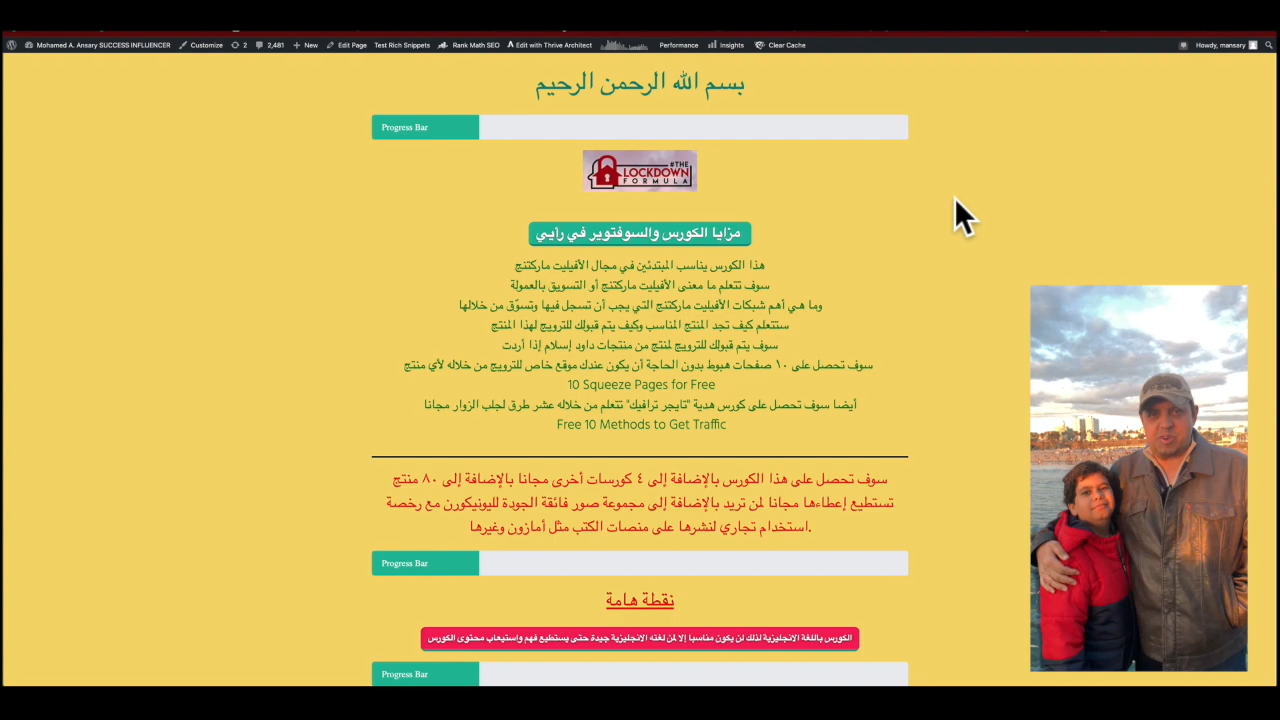 Mohamed A. Ansary SUCCESS INFLUENCER Customize 2 2,481 New Edit Page Test Rich Snippets Rank Math SEO Edit with Thrive Architect Performance Insights Clear Cache Howdy, mansary
بسم الله الرحمن الرحيم
Progress Bar
#THE
LOCKDOWN
FORMULA
مزايا الكورس والسوفتوير في رأيي
هذا الكورس يناسب المبتدئين في مجال الأفيليت ماركتنج
سوف تتعلم ما معنى الأفيليت ماركتنج أو التسويق بالعمولة
وما هي أهم شبكات الأفيليت ماركتنج التي يجب أن تسجل فيها وتسوّق من خلالها
ستتعلم كيف تجد المنتج المناسب وكيف يتم قبولك للترويج لهذا المنتج
سوف يتم قبولك للترويج لمنتج من منتجات داود إسلام إذا أردت
سوف تحصل على ١٠ صفحات هبوط بدون الحاجة أن يكون عندك موقع خاص للترويج من خلاله لأي منتج
10 Squeeze Pages for Free
أيضا سوف تحصل على كورس هدية "تايجر ترافيك" تتعلم من خلاله عشر طرق لجلب الزوار مجانا
Free 10 Methods to Get Traffic
سوف تحصل على هذا الكورس بالإضافة إلى ٤ كورسات أخرى مجانا بالإضافة إلى ٨٠ منتج
تستطيع إعطاءها مجانا لمن تريد بالإضافة إلى مجموعة صور فائقة الجودة لليونيكورن مع رخصة
استخدام تجاري لنشرها على منصات الكتب مثل أمازون وغيرها.
Progress Bar
نقطة هامة
الكورس باللغة الانجليزية لذلك لن يكون مناسبا إلا لمن لغته الانجليزية جيدة حتى يستطيع فهم واستيعاب محتوى الكورس
Progress Bar